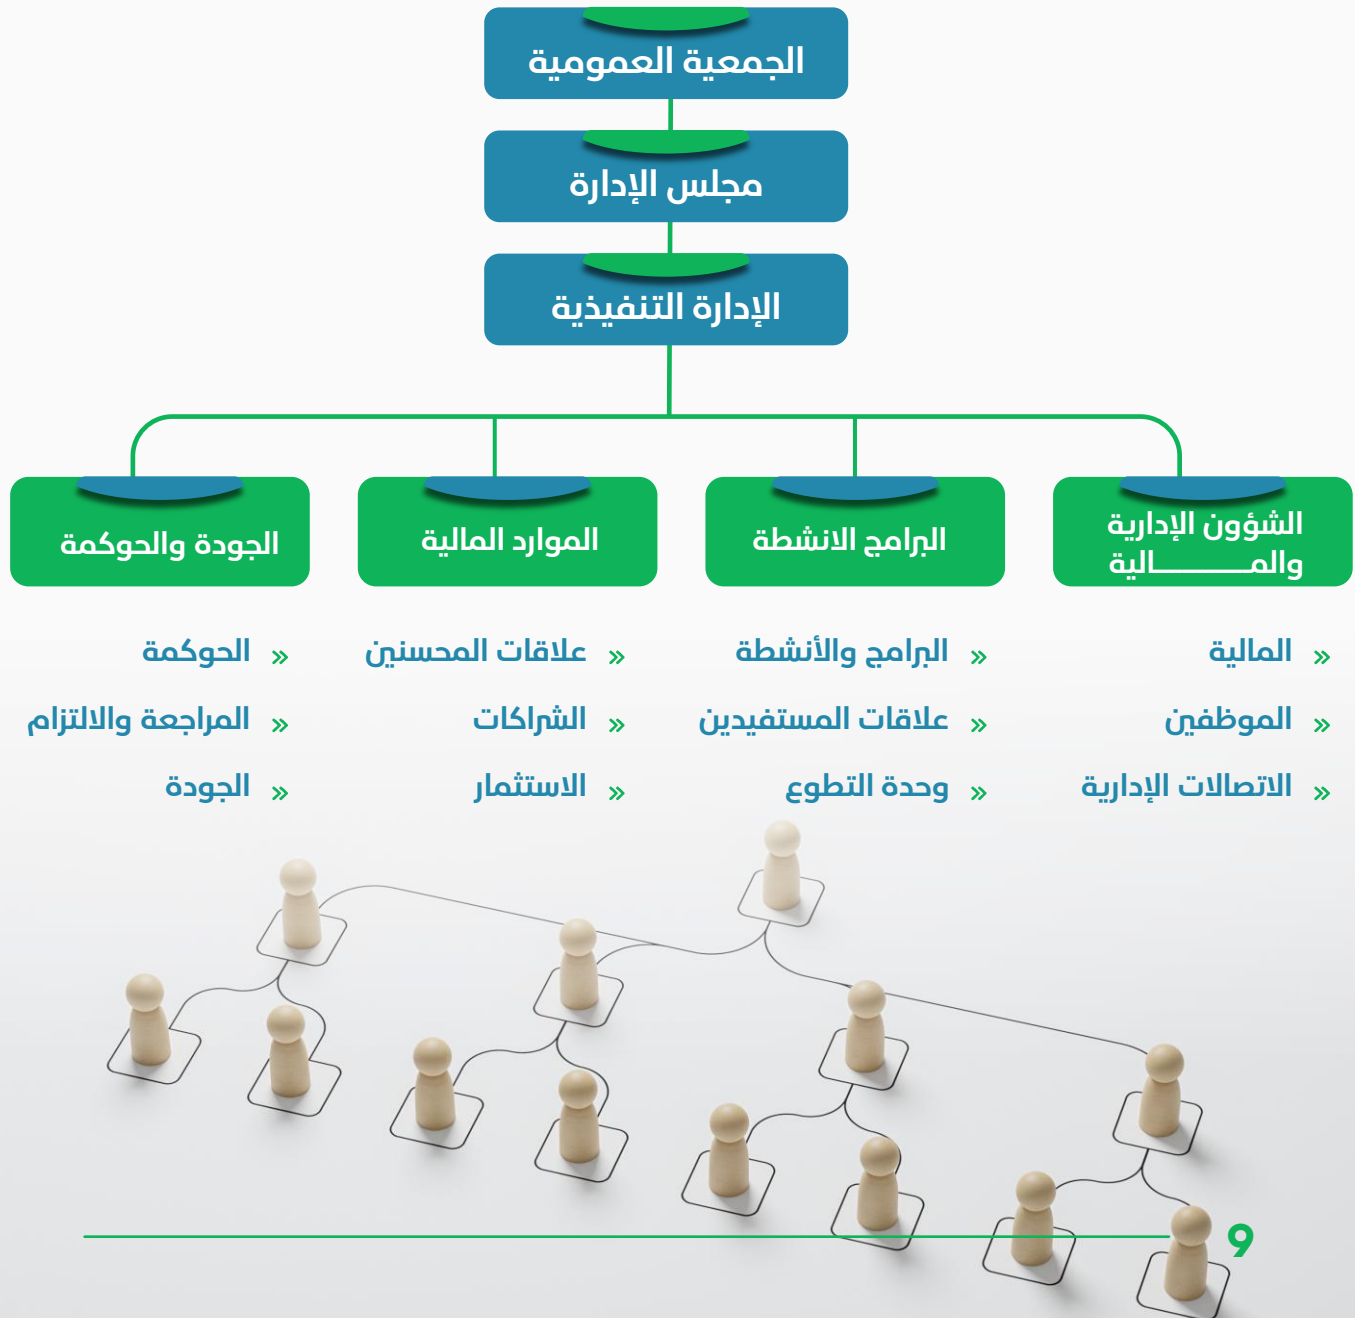 الجمعية العمومية
مجلس الإدارة
الإدارة التنفيذية
الشؤون الإدارية
والمـــــــــالية
« المالية
« الموظفين
« الاتصالات الإدارية
البرامج الانشطة
« البرامج والأنشطة
« علاقات المستفيدين
« وحدة التطوع
الموارد المالية
« علاقات المحسنين
« الشراكات
« الاستثمار
الجودة والحوكمة
« الحوكمة
« المراجعة والالتزام
« الجودة
9